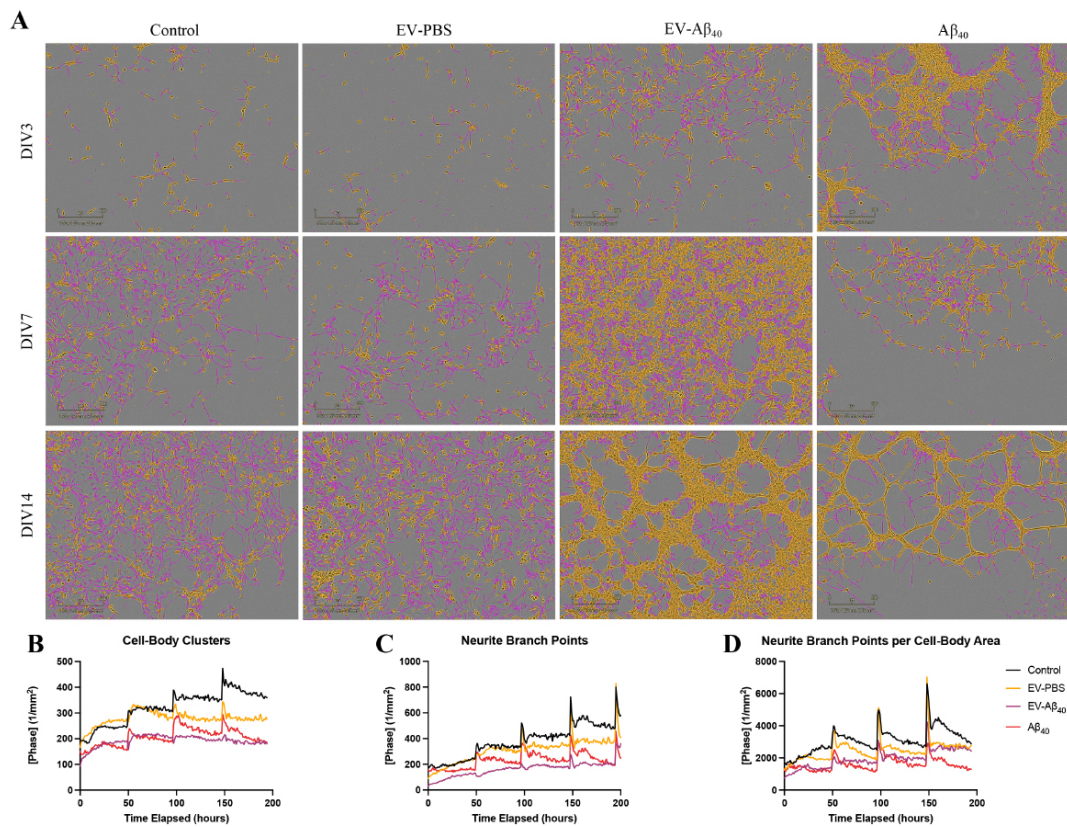 A
Control EV-PBS EV-Aβ₄₀ Aβ₄₀
DIV3
DIV7
DIV14
B Cell-Body Clusters
[Phase] (1/mm²)
500
400
300
200
100
0
0 50 100 150 200
Time Elapsed (hours)
C Neurite Branch Points
[Phase] (1/mm²)
1000
800
600
400
200
0
0 50 100 150 200
Time Elapsed (hours)
D Neurite Branch Points per Cell-Body Area
[Phase] (1/mm²)
8000
6000
4000
2000
0
0 50 100 150 200
Time Elapsed (hours)
Control
EV-PBS
EV-Aβ₄₀
Aβ₄₀